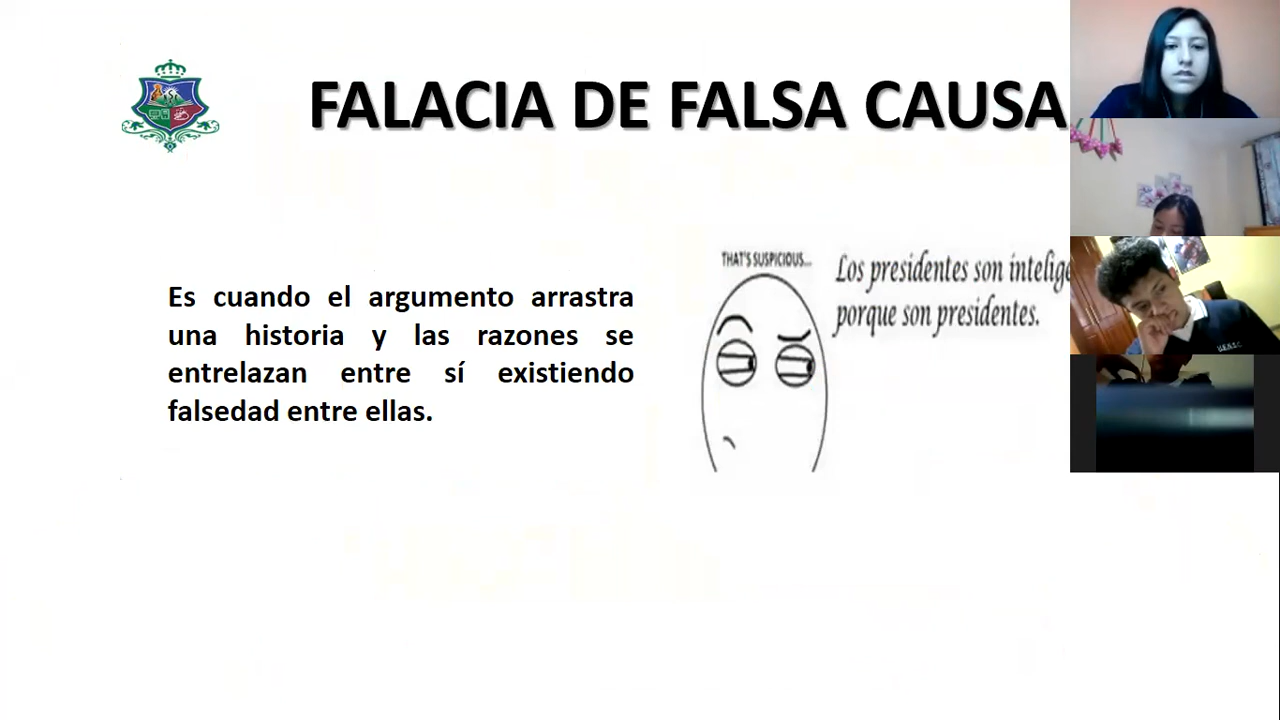 FALACIA DE FALSA CAUSA
Es cuando el argumento arrastra
una historia y las razones se
entrelazan entre sí existiendo
falsedad entre ellas.
THAT'S SUSPICIOUS...
Los presidentes son
porque son presidentes.